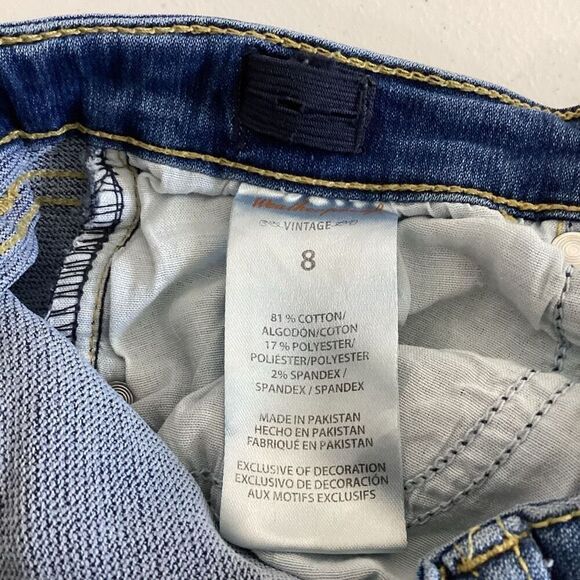 VINTAGE
8
81 % COTTON/
ALGODÓN/COTON
17 % POLYESTER/
POLIÉSTER/POLYESTER
2% SPANDEX/
SPANDEX / SPANDEX
MADE IN PAKISTAN
HECHO EN PAKISTAN
FABRIQUÉ EN PAKISTAN
EXCLUSIVE OF DECORATION
EXCLUSIVO DE DECORACIÓN
AUX MOTIFS EXCLUSIFS